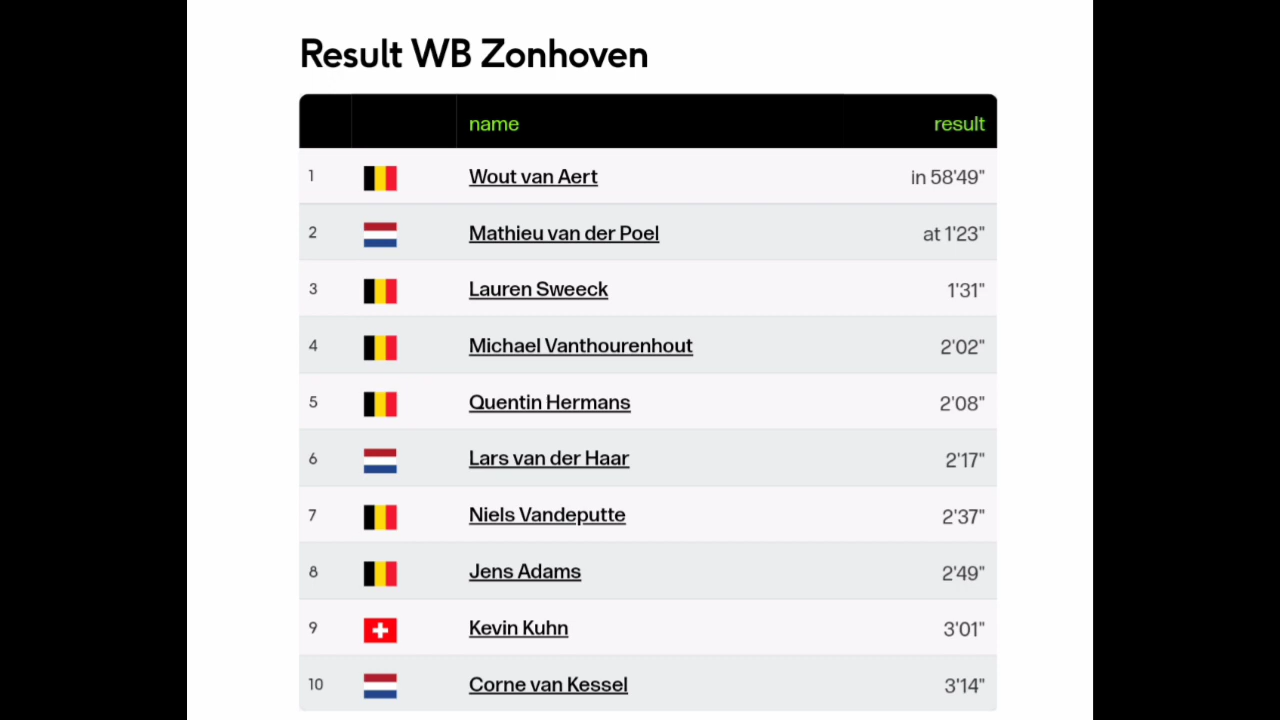 Result WB Zonhoven
name result
1 Wout van Aert in 58'49"
2 Mathieu van der Poel at 1'23"
3 Lauren Sweeck 1'31"
4 Michael Vanthourenhout 2'02"
5 Quentin Hermans 2'08"
6 Lars van der Haar 2'17"
7 Niels Vandeputte 2'37"
8 Jens Adams 2'49"
9 Kevin Kuhn 3'01"
10 Corne van Kessel 3'14"